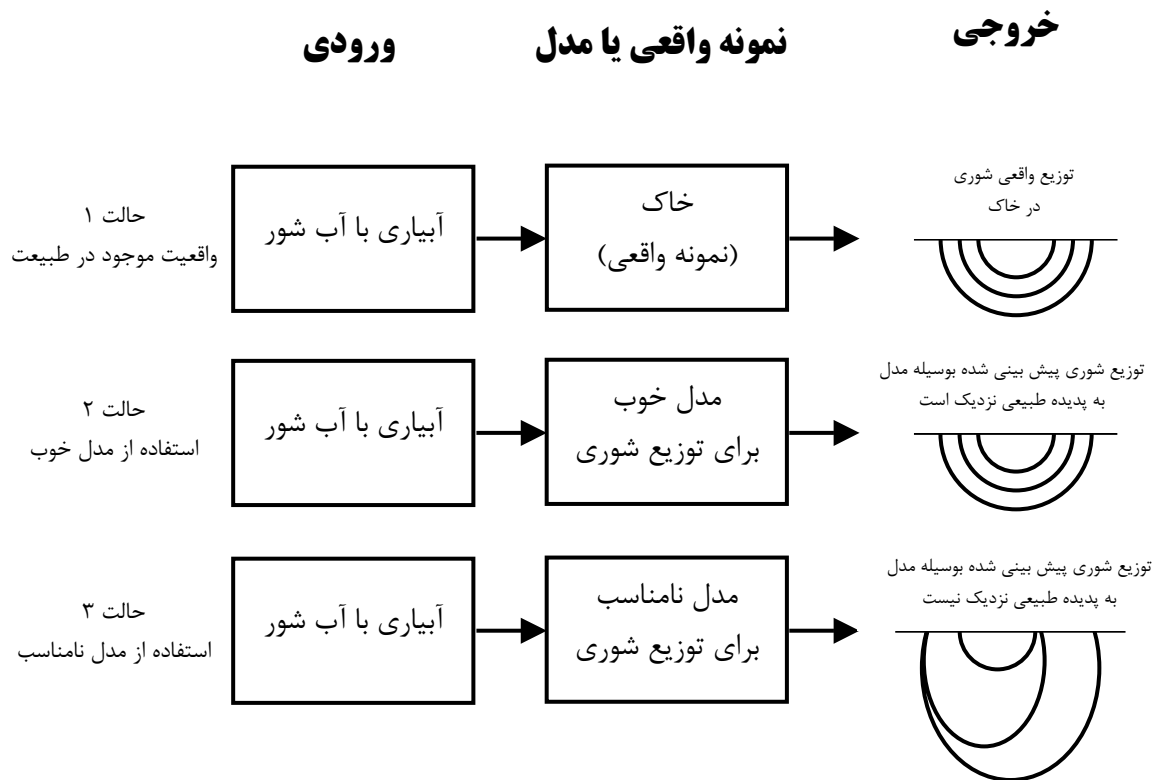 خروجی
نمونه واقعی یا مدل
ورودی
توزیع واقعی شوری
در خاک
خاک
(نمونه واقعی)
آبیاری با آب شور
حالت ۱
واقعیت موجود در طبیعت
توزیع شوری پیش بینی شده بوسیله مدل
به پدیده طبیعی نزدیک است
مدل خوب
برای توزیع شوری
آبیاری با آب شور
حالت ۲
استفاده از مدل خوب
توزیع شوری پیش بینی شده بوسیله مدل
به پدیده طبیعی نزدیک نیست
مدل نامناسب
برای توزیع شوری
آبیاری با آب شور
حالت ۳
استفاده از مدل نامناسب